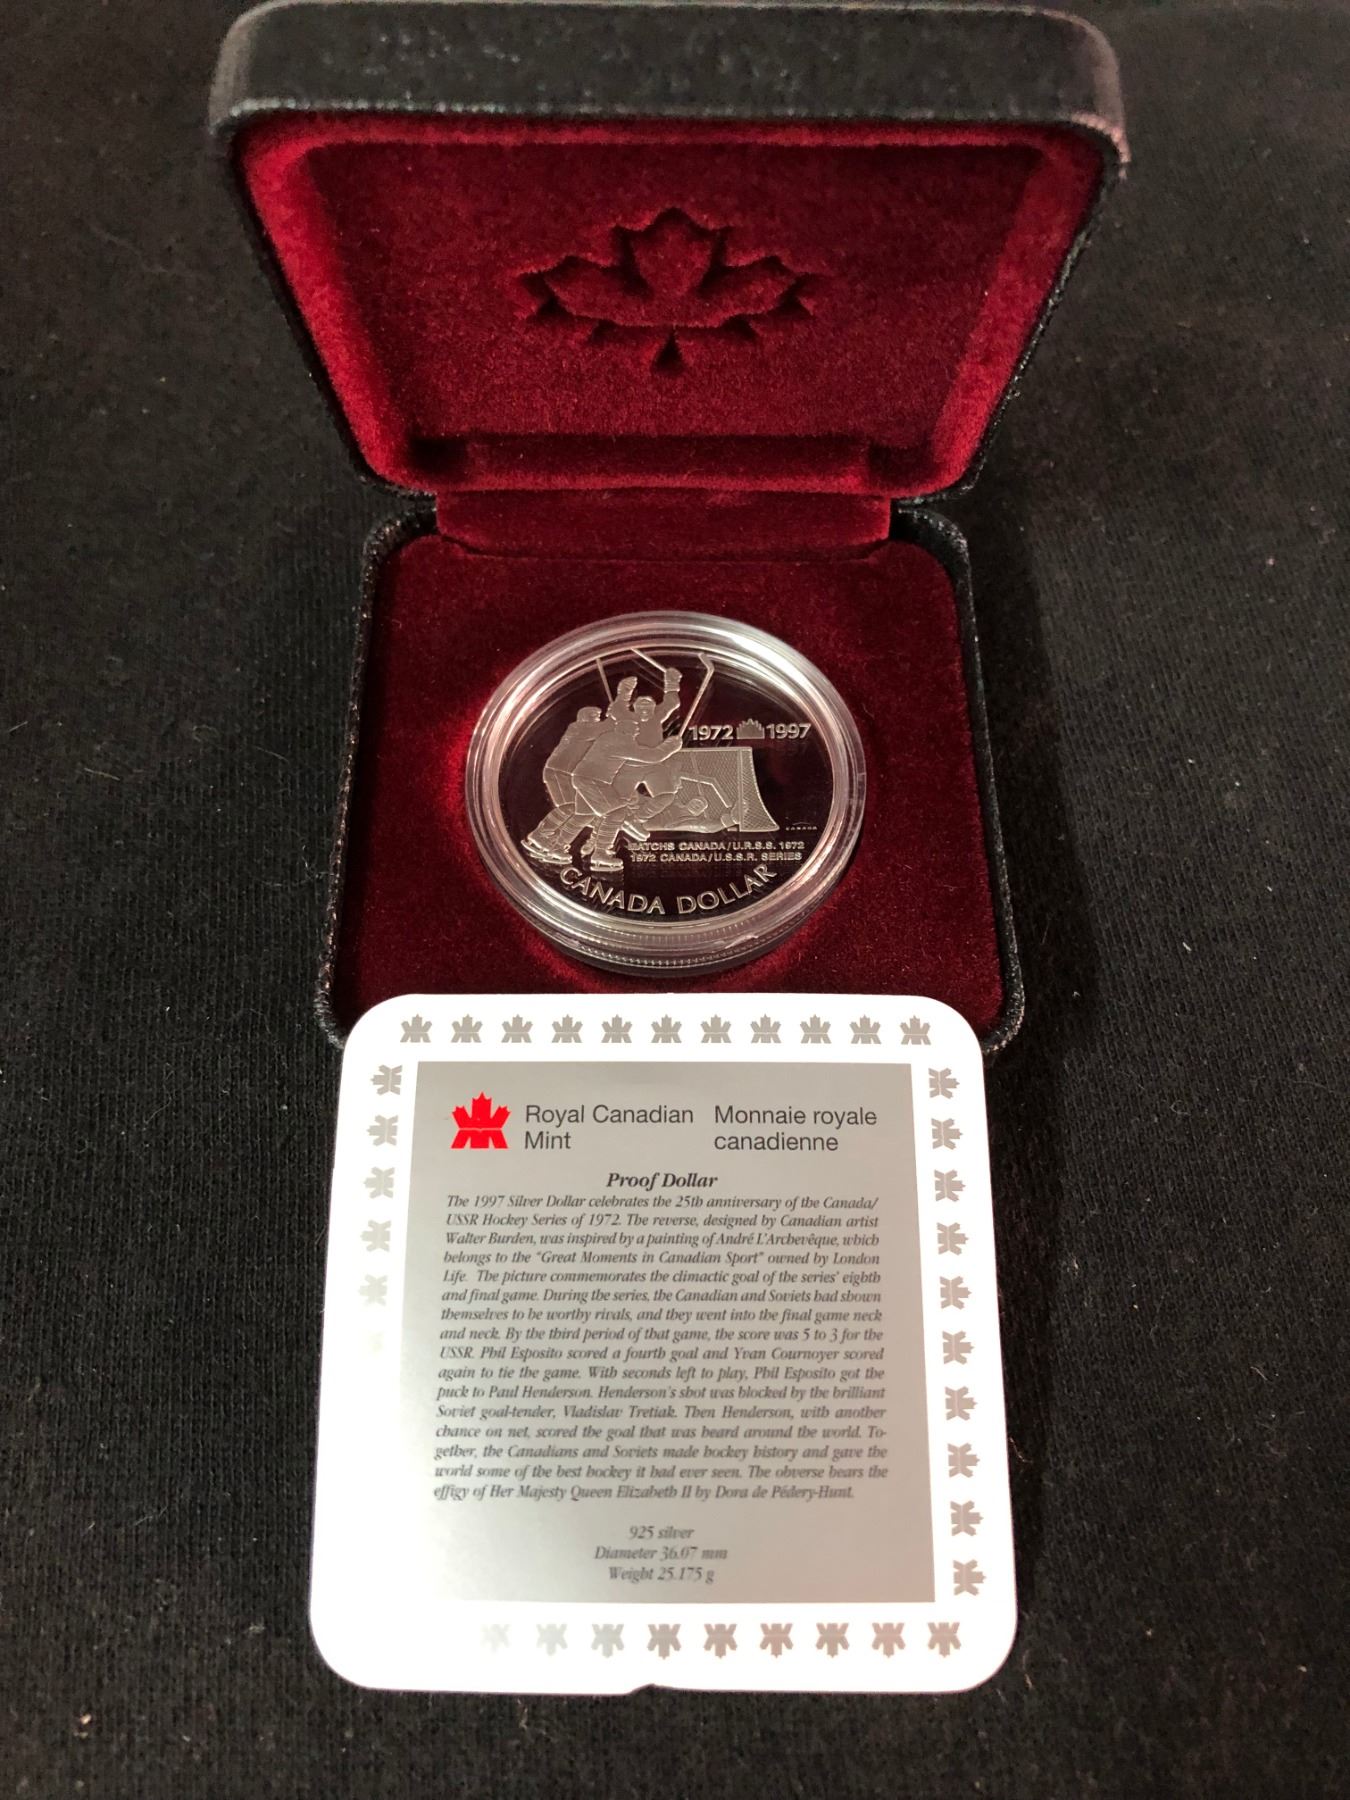 1972 1997
CANADA
MATCHS CANADA/U.R.S.S. 1972
1972 CANADA/U.S.S.R. SERIES
CANADA DOLLAR
Royal Canadian Mint
Monnaie royale canadienne
Proof Dollar
The 1997 Silver Dollar celebrates the 25th anniversary of the Canada/
USSR Hockey Series of 1972. The reverse, designed by Canadian artist
Walter Burden, was inspired by a painting of André L'Archevêque, which
belongs to the "Great Moments in Canadian Sport" owned by London
Life. The picture commemorates the climactic goal of the series' eighth
and final game. During the series, the Canadian and Soviets had shown
themselves to be worthy rivals, and they went into the final game neck
and neck. By the third period of that game, the score was 5 to 3 for the
USSR. Phil Esposito scored a fourth goal and Yvan Cournoyer scored
again to tie the game. With seconds left to play, Phil Esposito got the
puck to Paul Henderson. Henderson's shot was blocked by the brilliant
Soviet goal-tender, Vladislav Tretiak. Then Henderson, with another
chance on net, scored the goal that was heard around the world. To-
gether, the Canadians and Soviets made hockey history and gave the
world some of the best hockey it had ever seen. The obverse bears the
effigy of Her Majesty Queen Elizabeth II by Dora de Pédery-Hunt.
925 silver
Diameter 36.07 mm
Weight 25.175 g